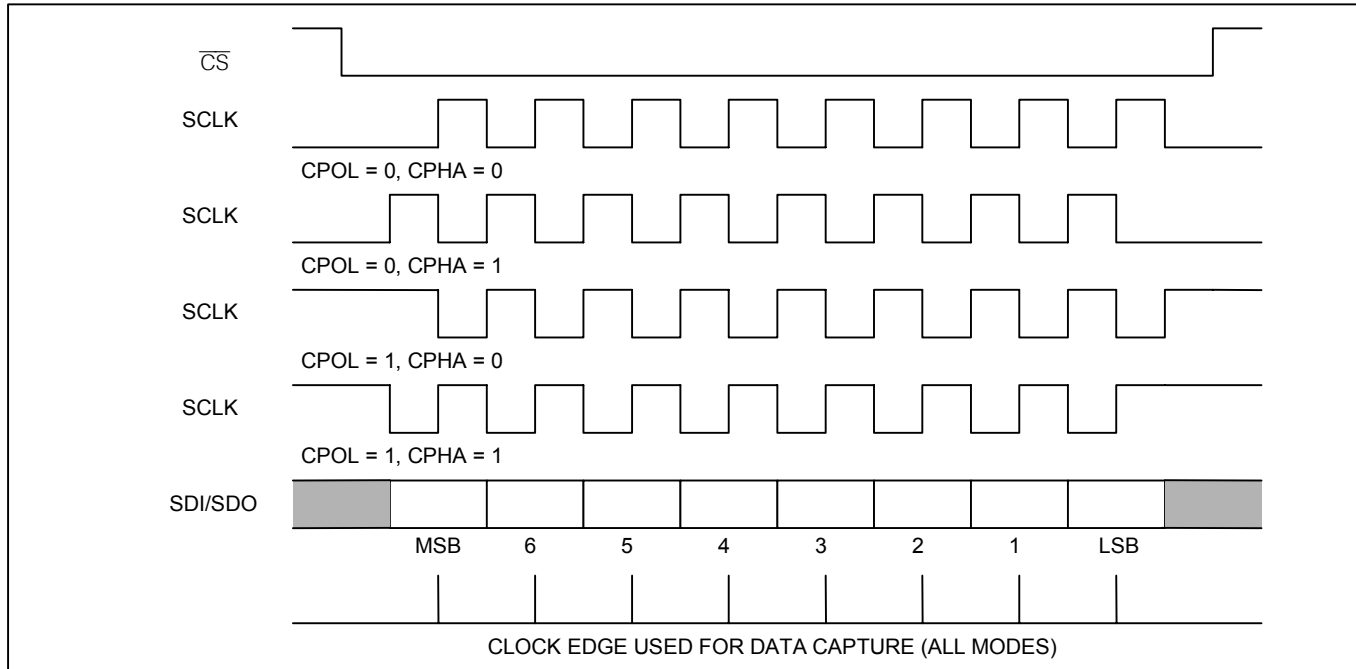 C̅S̅
SCLK
CPOL = 0, CPHA = 0
SCLK
CPOL = 0, CPHA = 1
SCLK
CPOL = 1, CPHA = 0
SCLK
CPOL = 1, CPHA = 1
SDI/SDO
MSB 6 5 4 3 2 1 LSB
CLOCK EDGE USED FOR DATA CAPTURE (ALL MODES)